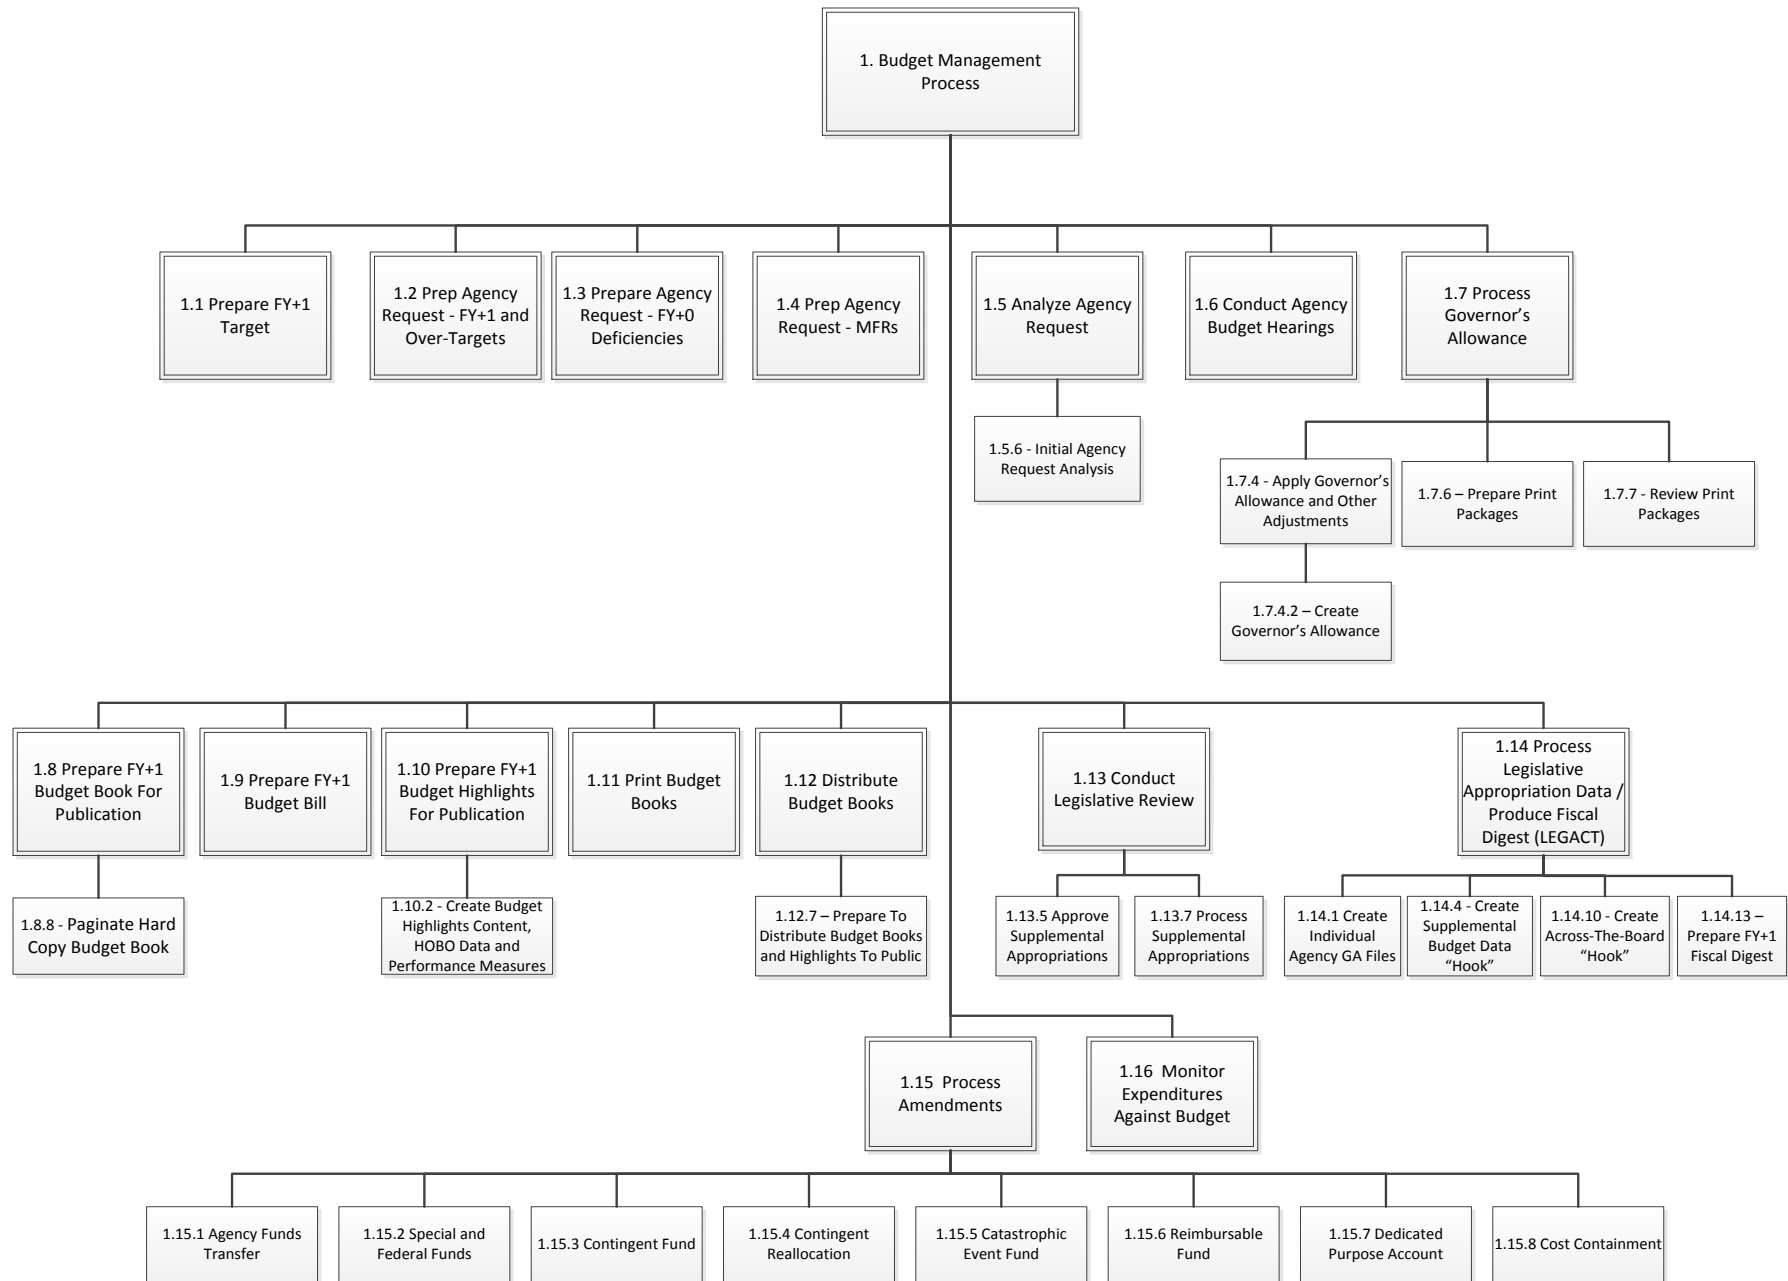 1. Budget Management
Process
1.1 Prepare FY+1
Target
1.2 Prep Agency
Request - FY+1 and
Over-Targets
1.3 Prepare Agency
Request - FY+0
Deficiencies
1.4 Prep Agency
Request - MFRs
1.5 Analyze Agency
Request
1.6 Conduct Agency
Budget Hearings
1.7 Process
Governor’s
Allowance
1.5.6 - Initial Agency
Request Analysis
1.7.4 - Apply Governor’s
Allowance and Other
Adjustments
1.7.6 – Prepare Print
Packages
1.7.7 - Review Print
Packages
1.7.4.2 – Create
Governor’s Allowance
1.8 Prepare FY+1
Budget Book For
Publication
1.9 Prepare FY+1
Budget Bill
1.10 Prepare FY+1
Budget Highlights
For Publication
1.11 Print Budget
Books
1.12 Distribute
Budget Books
1.13 Conduct
Legislative Review
1.14 Process
Legislative
Appropriation Data /
Produce Fiscal
Digest (LEGACT)
1.8.8 - Paginate Hard
Copy Budget Book
1.10.2 - Create Budget
Highlights Content,
HOBO Data and
Performance Measures
1.12.7 – Prepare To
Distribute Budget Books
and Highlights To Public
1.13.5 Approve
Supplemental
Appropriations
1.13.7 Process
Supplemental
Appropriations
1.14.1 Create
Individual
Agency GA Files
1.14.4 - Create
Supplemental
Budget Data
“Hook”
1.14.10 - Create
Across-The-Board
“Hook”
1.14.13 –
Prepare FY+1
Fiscal Digest
1.15 Process
Amendments
1.16 Monitor
Expenditures
Against Budget
1.15.1 Agency Funds
Transfer
1.15.2 Special and
Federal Funds
1.15.3 Contingent Fund
1.15.4 Contingent
Reallocation
1.15.5 Catastrophic
Event Fund
1.15.6 Reimbursable
Fund
1.15.7 Dedicated
Purpose Account
1.15.8 Cost Containment